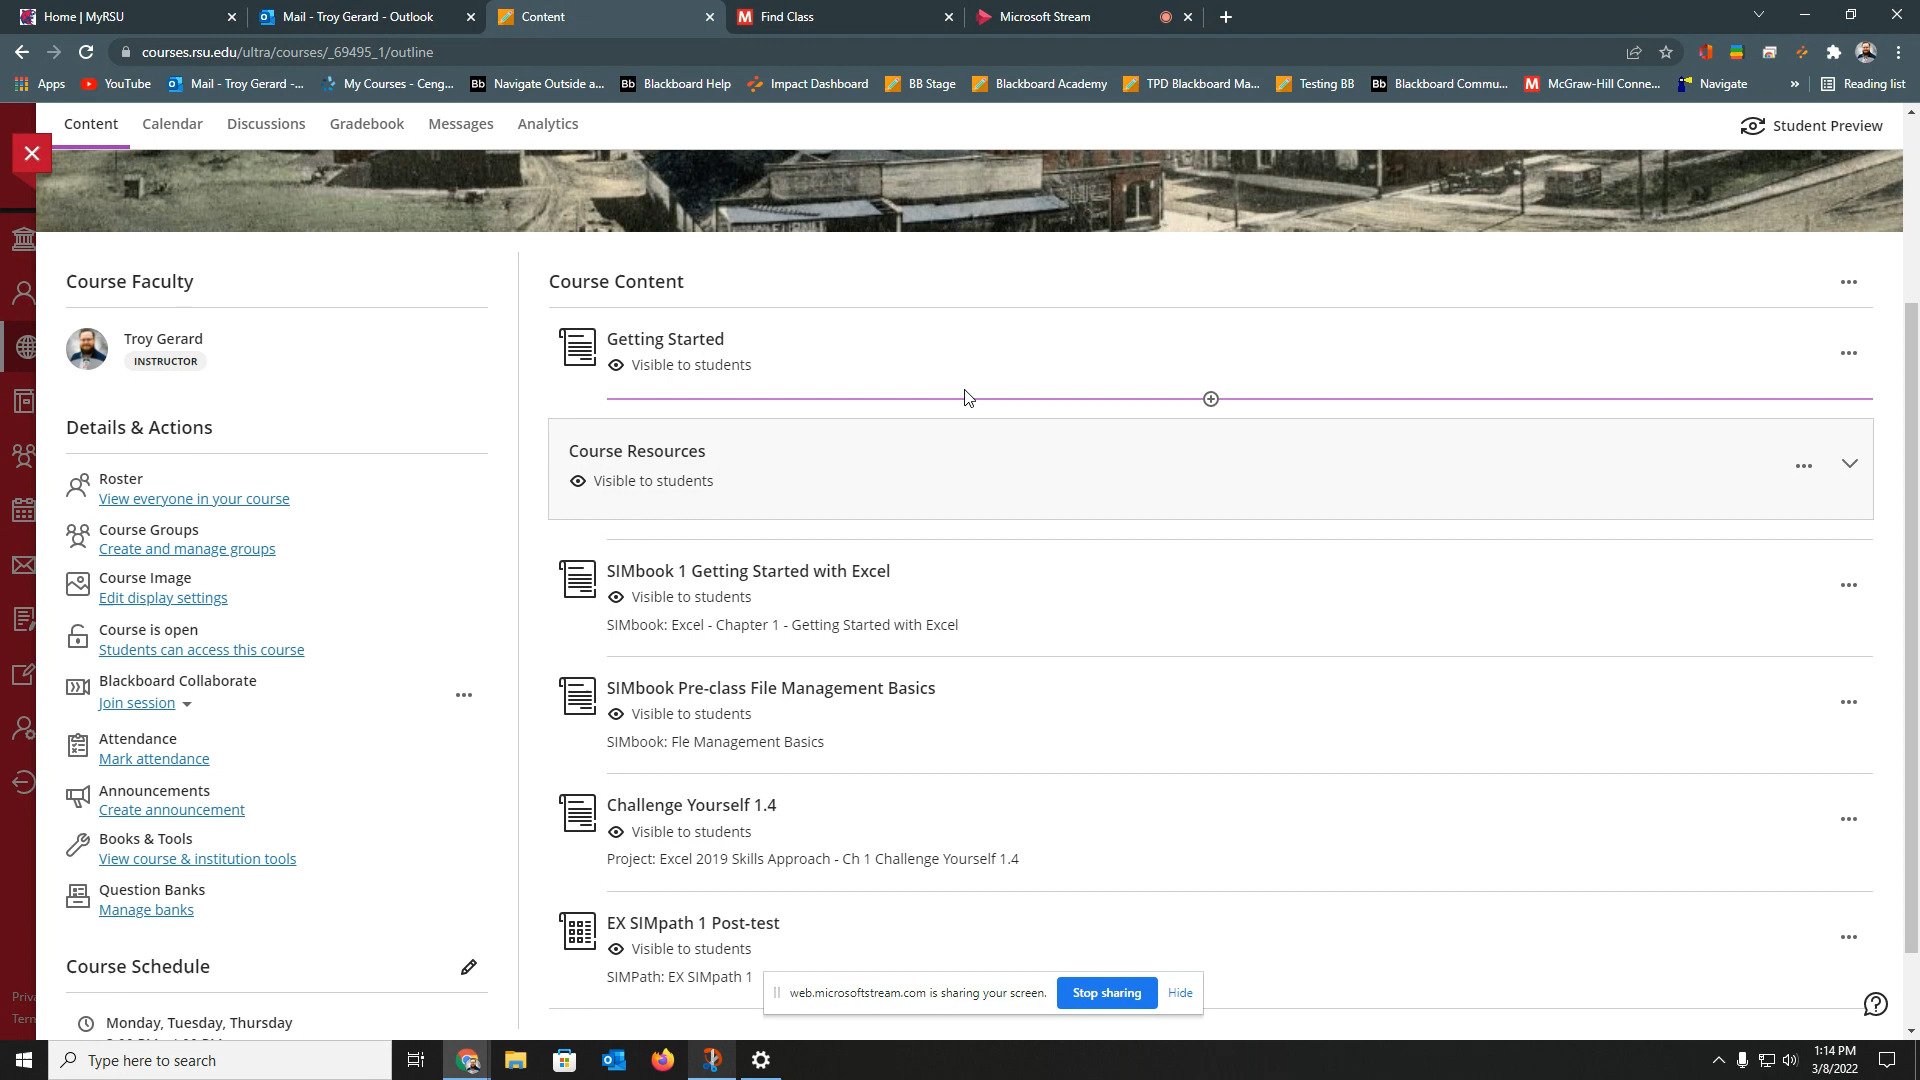 Home | MyRSU
Mail - Troy Gerard - Outlook
Content
Find Class
Microsoft Stream
courses.rsu.edu/ultra/courses/_69495_1/outline
Apps
YouTube
Mail - Troy Gerard -...
My Courses - Ceng...
Bb Navigate Outside a...
Bb Blackboard Help
Impact Dashboard
BB Stage
Blackboard Academy
TPD Blackboard Ma...
Testing BB
Bb Blackboard Commu...
M McGraw-Hill Conne...
Navigate
»
Reading list
Content
Calendar
Discussions
Gradebook
Messages
Analytics
Student Preview
Course Faculty
Troy Gerard
INSTRUCTOR
Details & Actions
Roster
View everyone in your course
Course Groups
Create and manage groups
Course Image
Edit display settings
Course is open
Students can access this course
Blackboard Collaborate
Join session
Attendance
Mark attendance
Announcements
Create announcement
Books & Tools
View course & institution tools
Question Banks
Manage banks
Course Schedule
Monday, Tuesday, Thursday
Course Content
Getting Started
Visible to students
Course Resources
Visible to students
SIMbook 1 Getting Started with Excel
Visible to students
SIMbook: Excel - Chapter 1 - Getting Started with Excel
SIMbook Pre-class File Management Basics
Visible to students
SIMbook: Fle Management Basics
Challenge Yourself 1.4
Visible to students
Project: Excel 2019 Skills Approach - Ch 1 Challenge Yourself 1.4
EX SIMpath 1 Post-test
Visible to students
SIMPath: EX SIMpath 1
web.microsoftstream.com is sharing your screen.
Stop sharing
Hide
Type here to search
1:14 PM
3/8/2022